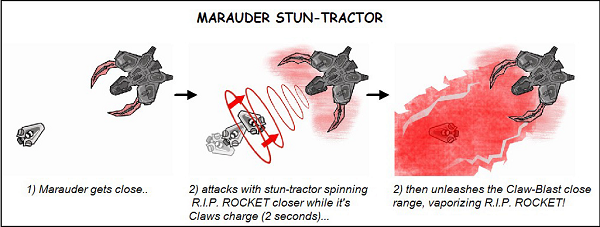 MARAUDER STUN-TRACTOR
1) Marauder gets close..
2) attacks with stun-tractor spinning
R.I.P. ROCKET closer while it's
Claws charge (2 seconds)...
2) then unleashes the Claw-Blast close
range, vaporizing R.I.P. ROCKET!